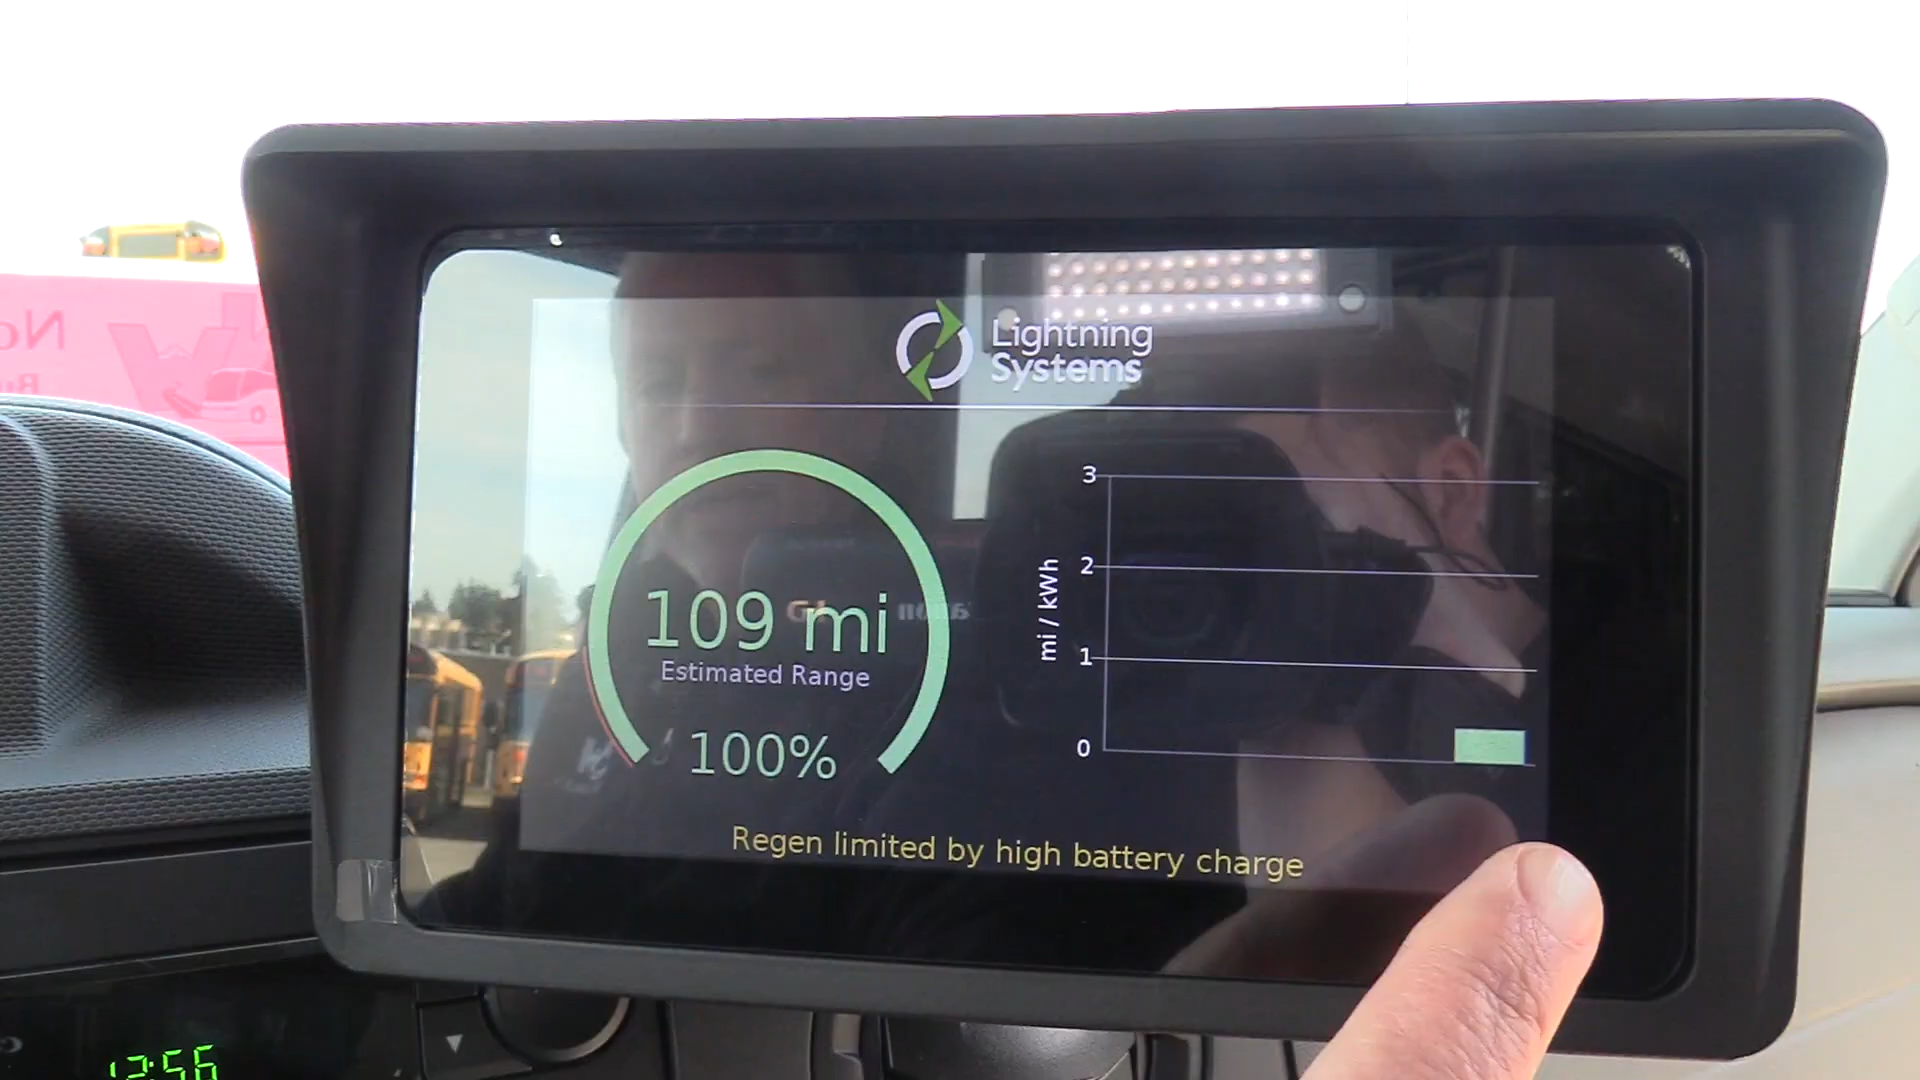 Lightning
Systems
109 mi
Estimated Range
100%
3
2
1
0
mi / kWh
Regen limited by high battery charge
12:56